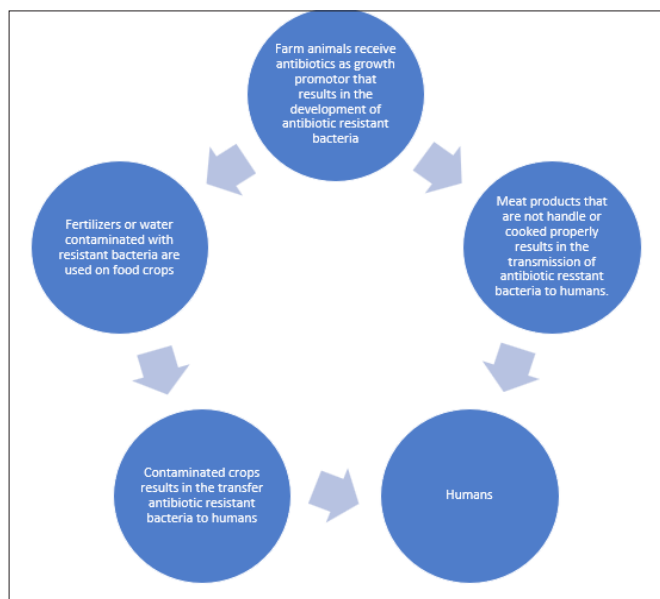 Farm animals receive
antibiotics as growth
promotor that
results in the
development of
antibiotic resistant
bacteria
Fertilizers or water
contaminated with
resistant bacteria are
used on food crops
Meat products that
are not handle or
cooked properly
results in the
transmission of
antibiotic resstant
bacteria to humans.
Contaminated crops
results in the transfer
antibiotic resistant
bacteria to humans
Humans